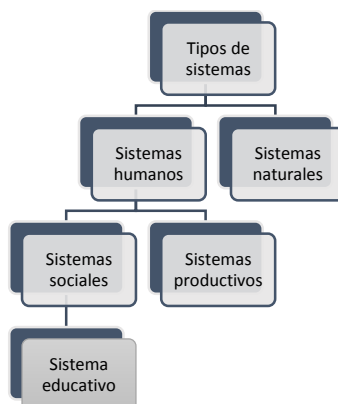 Tipos de
sistemas
Sistemas
humanos
Sistemas
naturales
Sistemas
sociales
Sistemas
productivos
Sistema
educativo